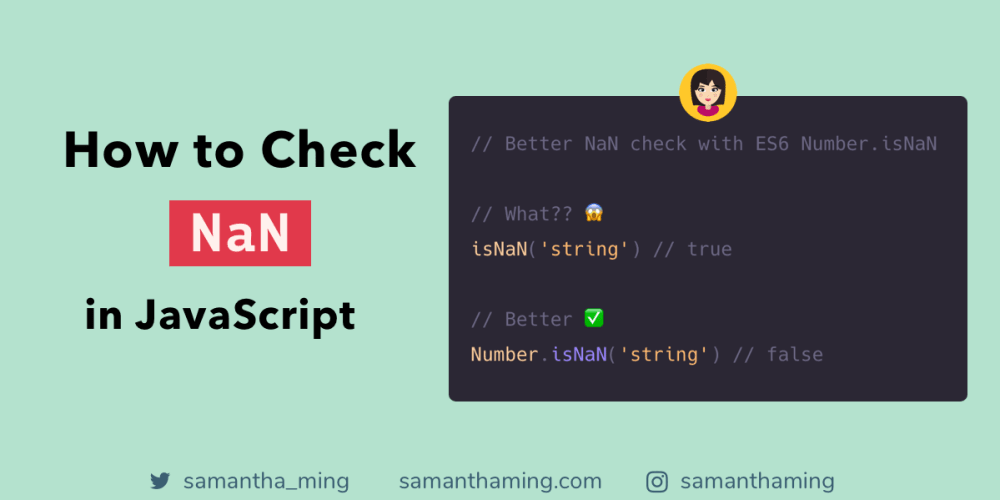 How to Check
NaN
in JavaScript
// Better NaN check with ES6 Number.isNaN
// What?? 😱
isNaN('string') // true
// Better ✅
Number.isNaN('string') // false
samantha_ming
samanthaming.com
samanthaming